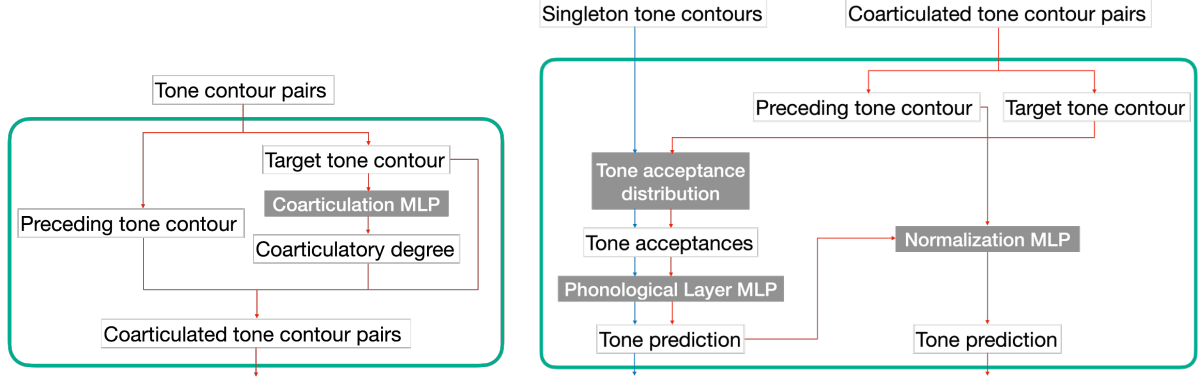 Tone contour pairs
Target tone contour
Coarticulation MLP
Preceding tone contour
Coarticulatory degree
Coarticulated tone contour pairs
Singleton tone contours
Coarticulated tone contour pairs
Preceding tone contour
Target tone contour
Tone acceptance
distribution
Tone acceptances
Normalization MLP
Phonological Layer MLP
Tone prediction
Tone prediction